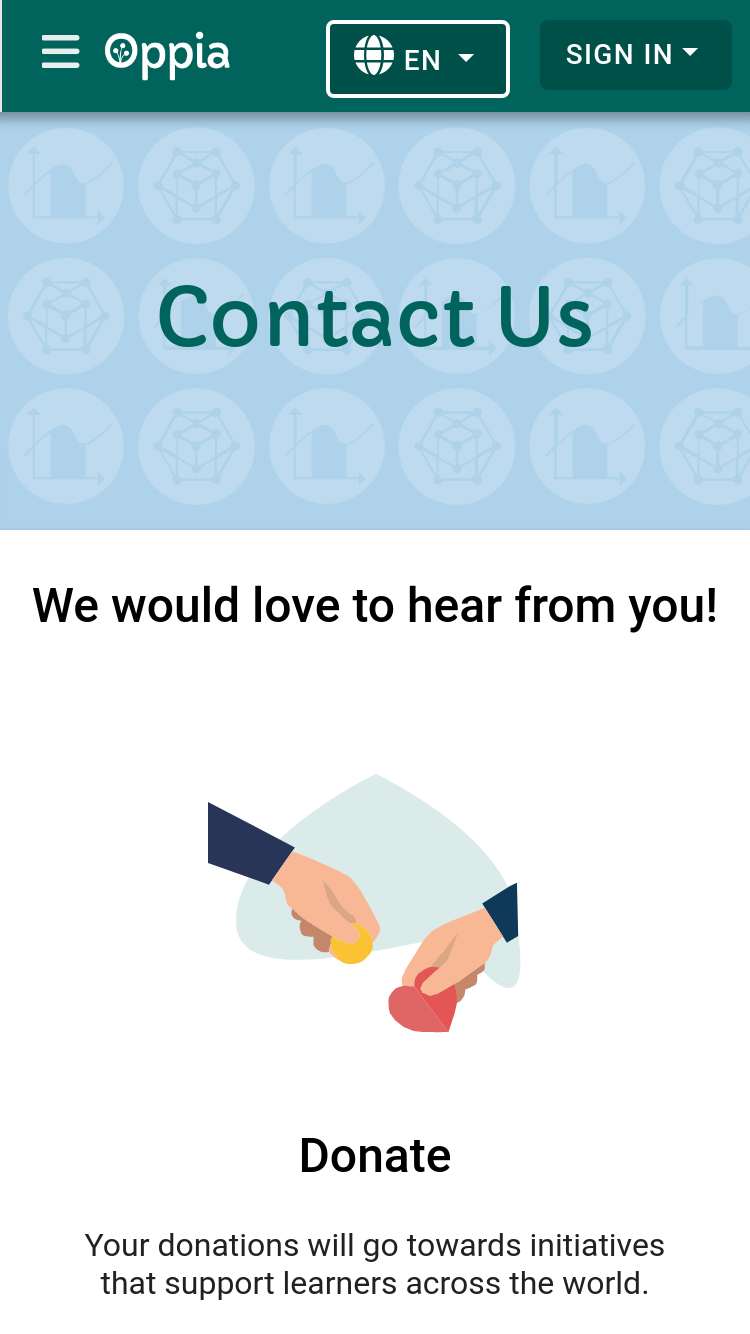 Oppia
EN
SIGN IN
Contact Us
We would love to hear from you!
Donate
Your donations will go towards initiatives
that support learners across the world.